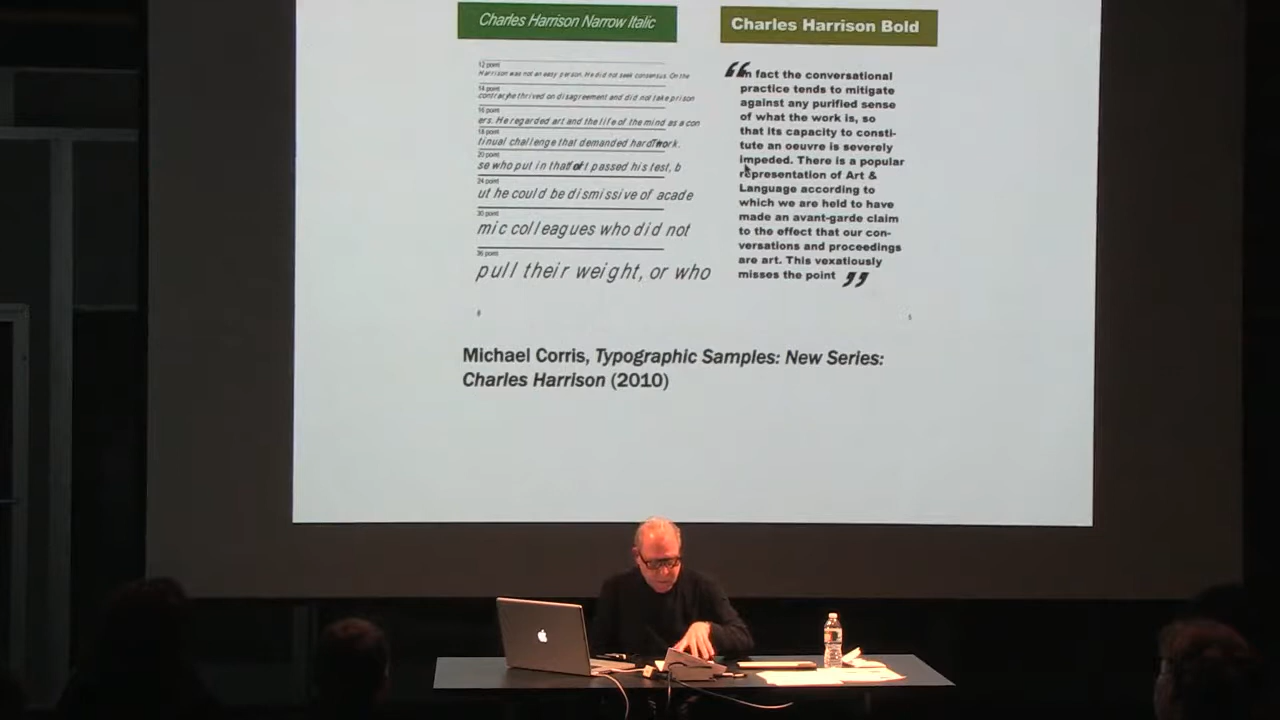 Charles Harrison Narrow Italic
12 point
Harrison was not an easy person. He did not seek consensus. On the
14 point
contrary he thrived on disagreement and did not take prison
16 point
ers. He regarded art and the life of the mind as a con
18 point
tinual challenge that demanded hard work.
20 point
se who put in that passed his test, b
24 point
ut he could be dismissive of acade
30 point
mic colleagues who did not
36 point
pull their weight, or who
Charles Harrison Bold
“n fact the conversational
practice tends to mitigate
against any purified sense
of what the work is, so
that its capacity to consti-
tute an oeuvre is severely
impeded. There is a popular
representation of Art &
Language according to
which we are held to have
made an avant-garde claim
to the effect that our con-
versations and proceedings
are art. This vexatiously
misses the point ”
5
Michael Corris, Typographic Samples: New Series:
Charles Harrison (2010)